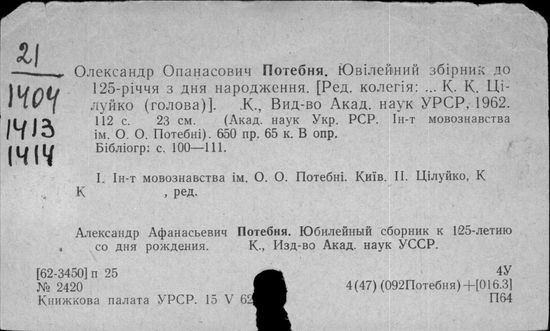 21
1404
1413
1414
Олександр Опанасович Потебня. Ювілейний збірник до
125-річчя з дня народження. [Ред. колегія: ... К. К. Ці-
луйко (голова)]. К., Вид-во Акад. наук УРСР, 1962.
112 с. 23 см. (Акад. наук Укр. РСР. Ін-т мовознавства
ім. О. О. Потебні). 650 пр. 65 к. В опр.
Бібліогр: с. 100—111.
I. Ін-т мовознавства ім. О. О. Потебні. Київ. II. Цілуйко, К
К , ред.
Александр Афанасьевич Потебня. Юбилейный сборник к 125-летию
со дня рождения. К., Изд-во Акад. наук УССР.
[62-3450] п 25
4У
№ 2420
4(47) (092Потебня)+[016.3]
Книжкова палата УРСР. 15 V 62
П64